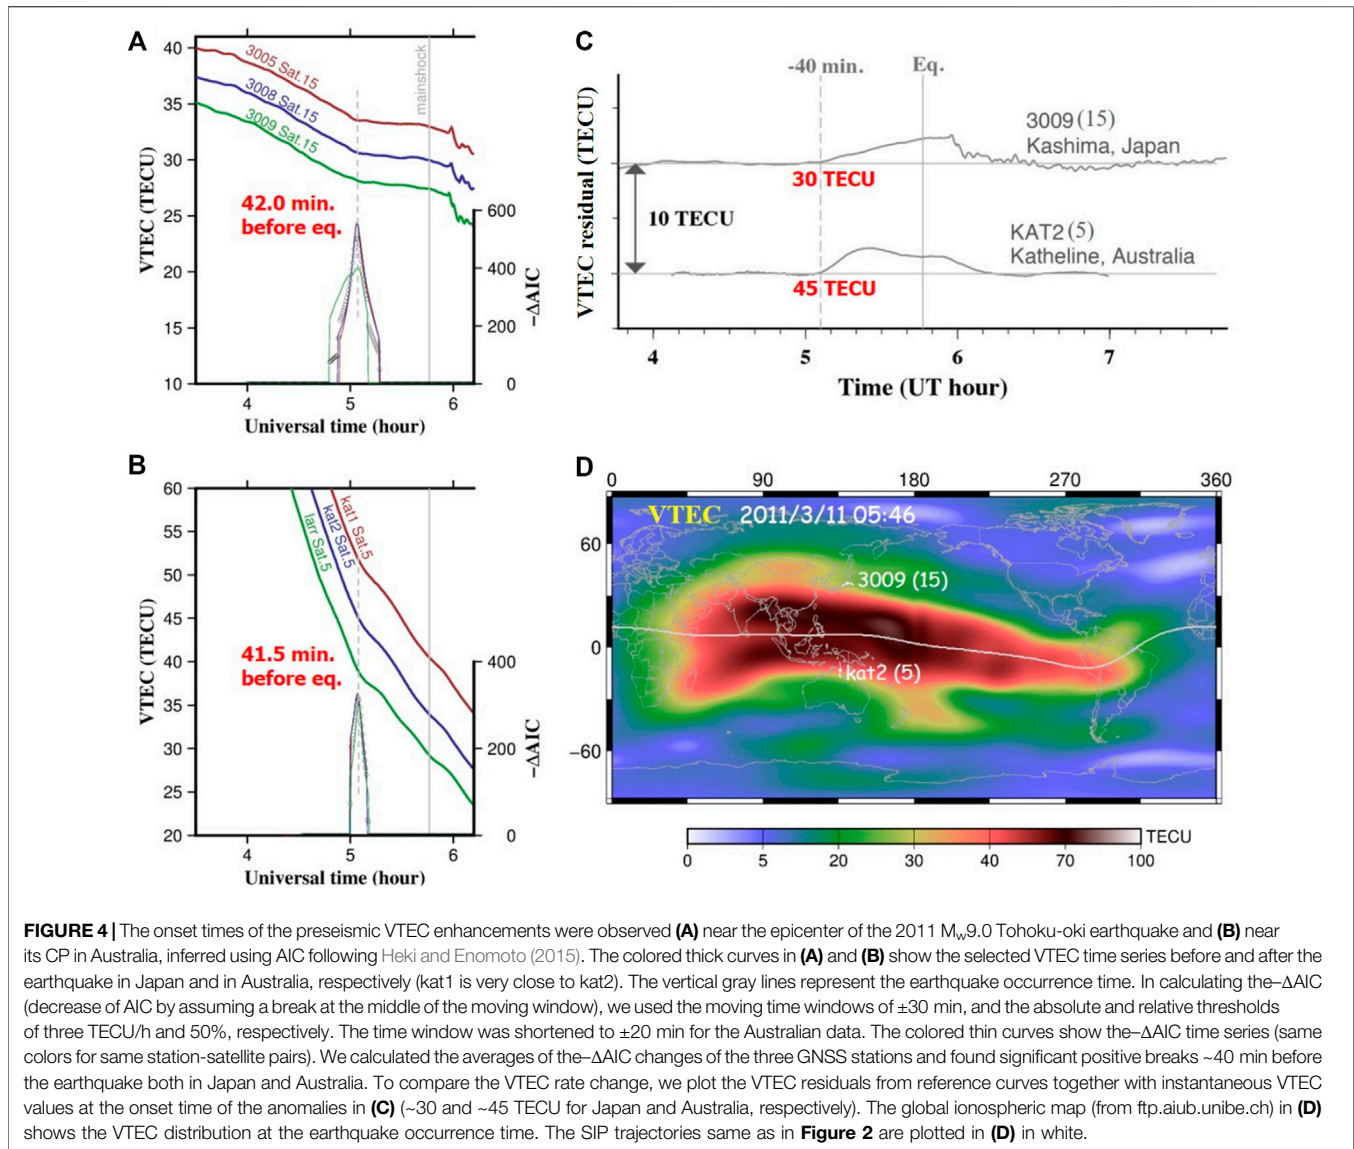 A
40
35
30
25
20
15
10
VTEC (TECU)
3005 Sat.15
3008 Sat.15
3009 Sat.15
mainshock
42.0 min.
before eq.
600
400
200
0
−ΔAIC
4
5
6
Universal time (hour)
C
-40 min.
Eq.
VTEC residual (TECU)
3009 (15)
Kashima, Japan
30 TECU
10 TECU
KAT2 (5)
Katheline, Australia
45 TECU
4
5
6
7
Time (UT hour)
B
60
55
50
45
40
35
30
25
20
VTEC (TECU)
kat1 Sat.5
kat2 Sat.5
larr Sat.5
41.5 min.
before eq.
400
200
0
−ΔAIC
4
5
6
Universal time (hour)
D
0
90
180
270
360
VTEC 2011/3/11 05:46
60
0
−60
3009 (15)
kat2 (5)
TECU
0
5
20
30
40
70
100
FIGURE 4 | The onset times of the preseismic VTEC enhancements were observed (A) near the epicenter of the 2011 Mw9.0 Tohoku-oki earthquake and (B) near
its CP in Australia, inferred using AIC following Heki and Enomoto (2015). The colored thick curves in (A) and (B) show the selected VTEC time series before and after the
earthquake in Japan and in Australia, respectively (kat1 is very close to kat2). The vertical gray lines represent the earthquake occurrence time. In calculating the–ΔAIC
(decrease of AIC by assuming a break at the middle of the moving window), we used the moving time windows of ±30 min, and the absolute and relative thresholds
of three TECU/h and 50%, respectively. The time window was shortened to ±20 min for the Australian data. The colored thin curves show the–ΔAIC time series (same
colors for same station-satellite pairs). We calculated the averages of the–ΔAIC changes of the three GNSS stations and found significant positive breaks ~40 min before
the earthquake both in Japan and Australia. To compare the VTEC rate change, we plot the VTEC residuals from reference curves together with instantaneous VTEC
values at the onset time of the anomalies in (C) (~30 and ~45 TECU for Japan and Australia, respectively). The global ionospheric map (from ftp.aiub.unibe.ch) in (D)
shows the VTEC distribution at the earthquake occurrence time. The SIP trajectories same as in Figure 2 are plotted in (D) in white.